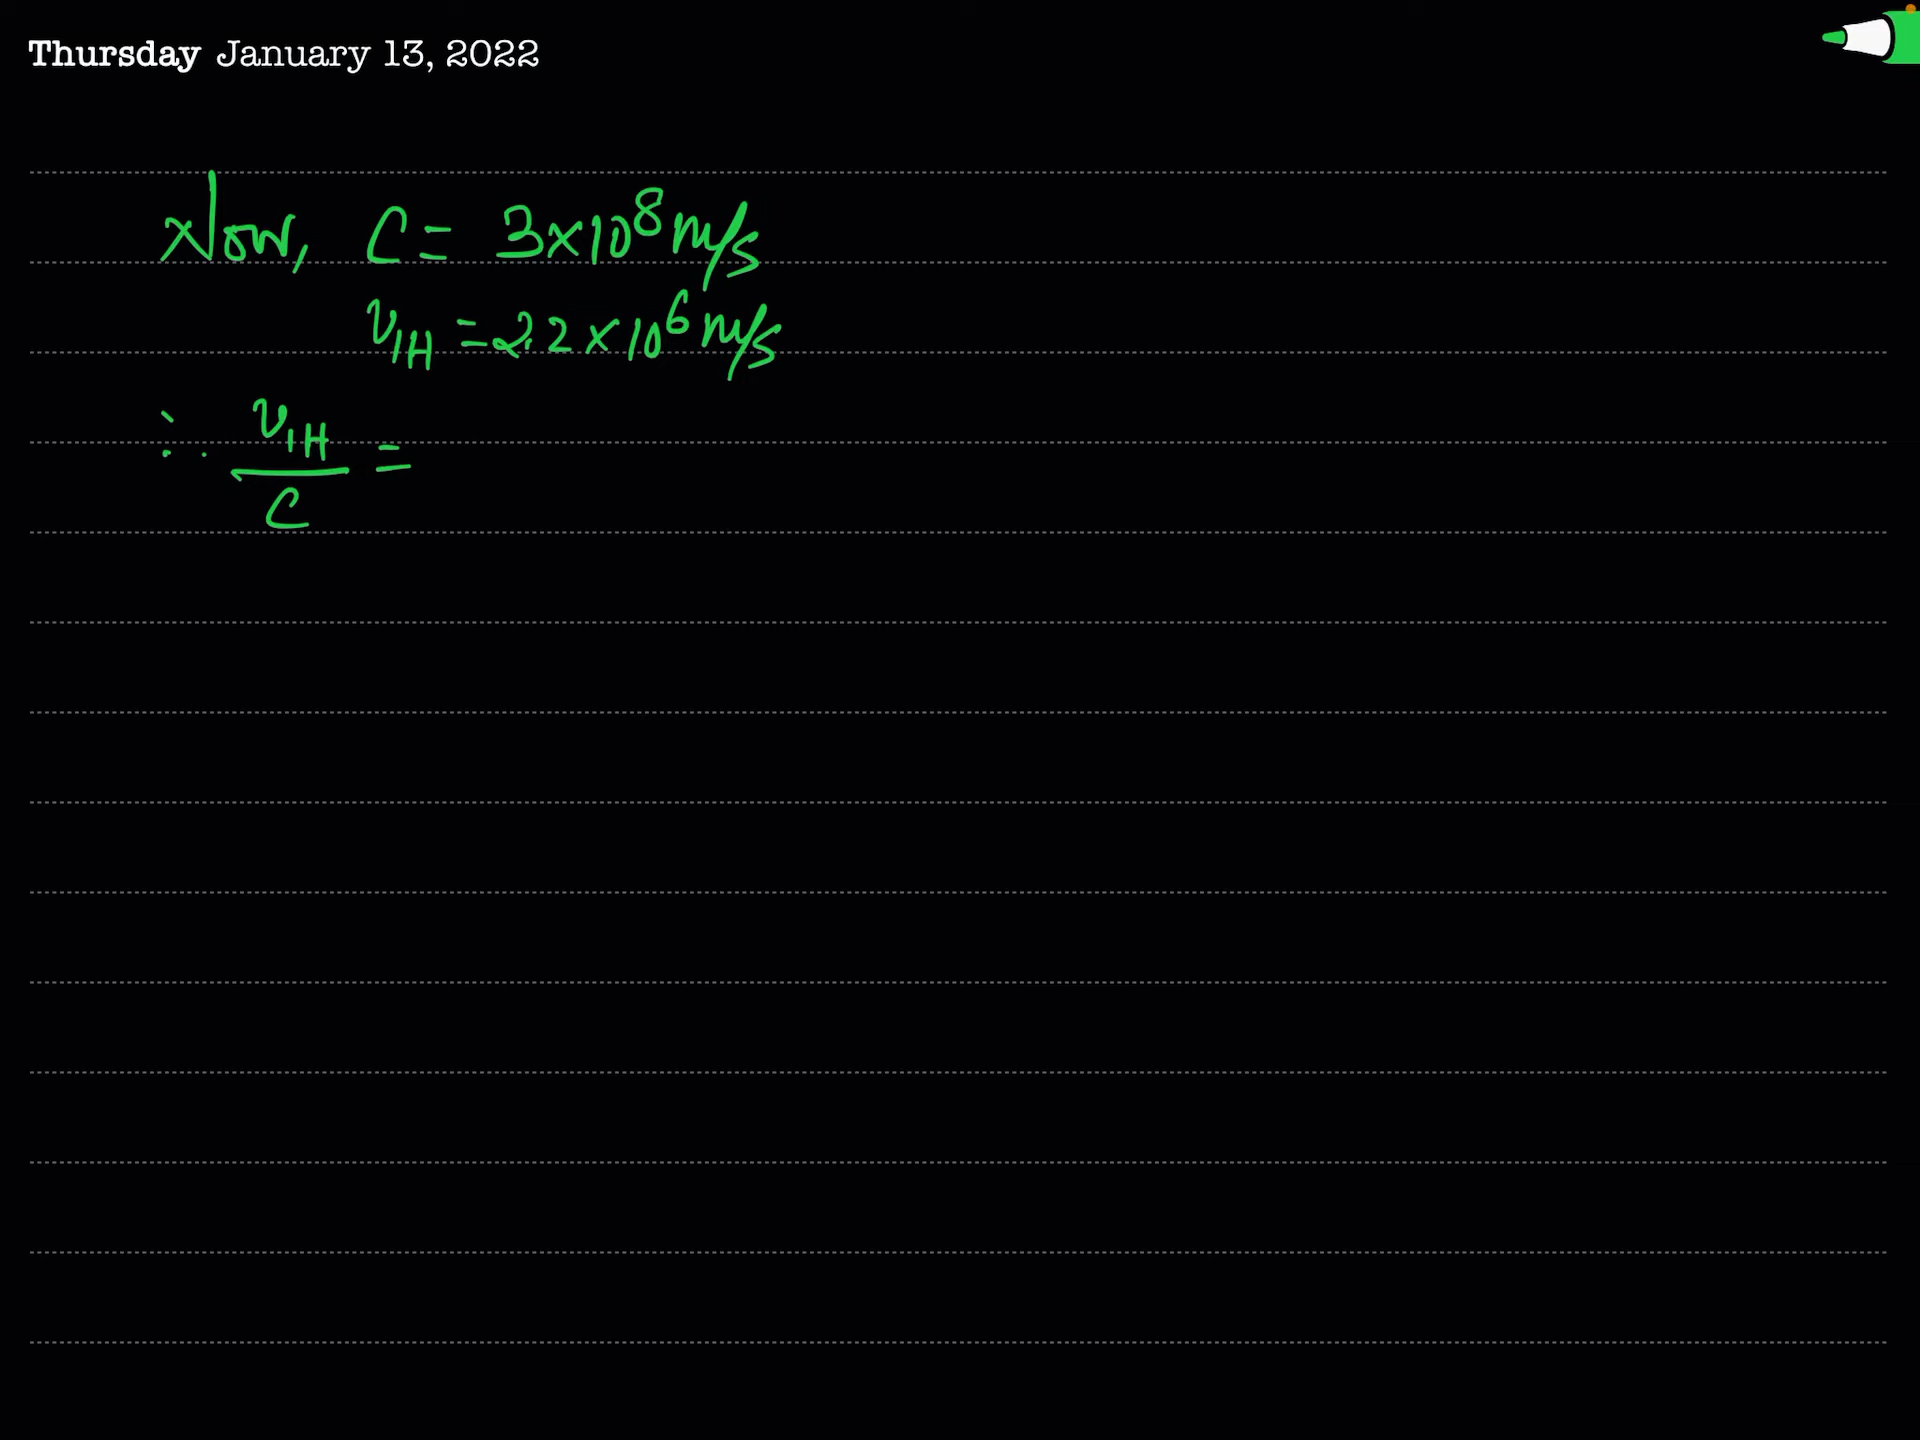 Thursday January 13, 2022
Now, C = 3×10⁸ m/s
v₁H = 2.2 × 10⁶ m/s
∴ v₁H / C =